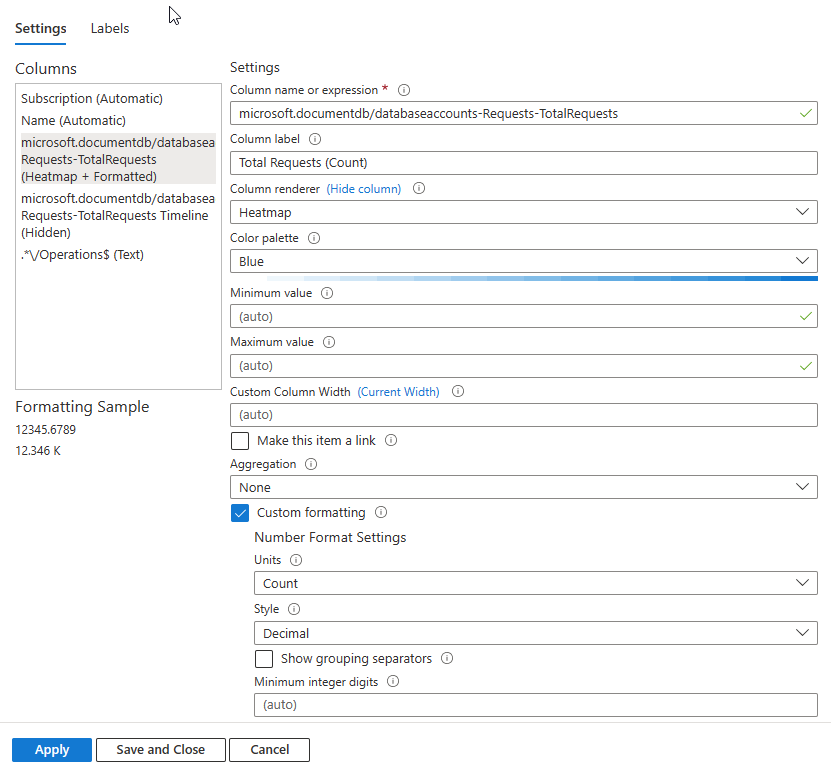 Settings Labels
Columns
Subscription (Automatic)
Name (Automatic)
microsoft.documentdb/databasea
Requests-TotalRequests
(Heatmap + Formatted)
microsoft.documentdb/databasea
Requests-TotalRequests Timeline
(Hidden)
.*\/Operations$ (Text)
Formatting Sample
12345.6789
12.346 K
Settings
Column name or expression *
microsoft.documentdb/databaseaccounts-Requests-TotalRequests
Column label
Total Requests (Count)
Column renderer (Hide column)
Heatmap
Color palette
Blue
Minimum value
(auto)
Maximum value
(auto)
Custom Column Width (Current Width)
(auto)
Make this item a link
Aggregation
None
Custom formatting
Number Format Settings
Units
Count
Style
Decimal
Show grouping separators
Minimum integer digits
(auto)
Apply Save and Close Cancel